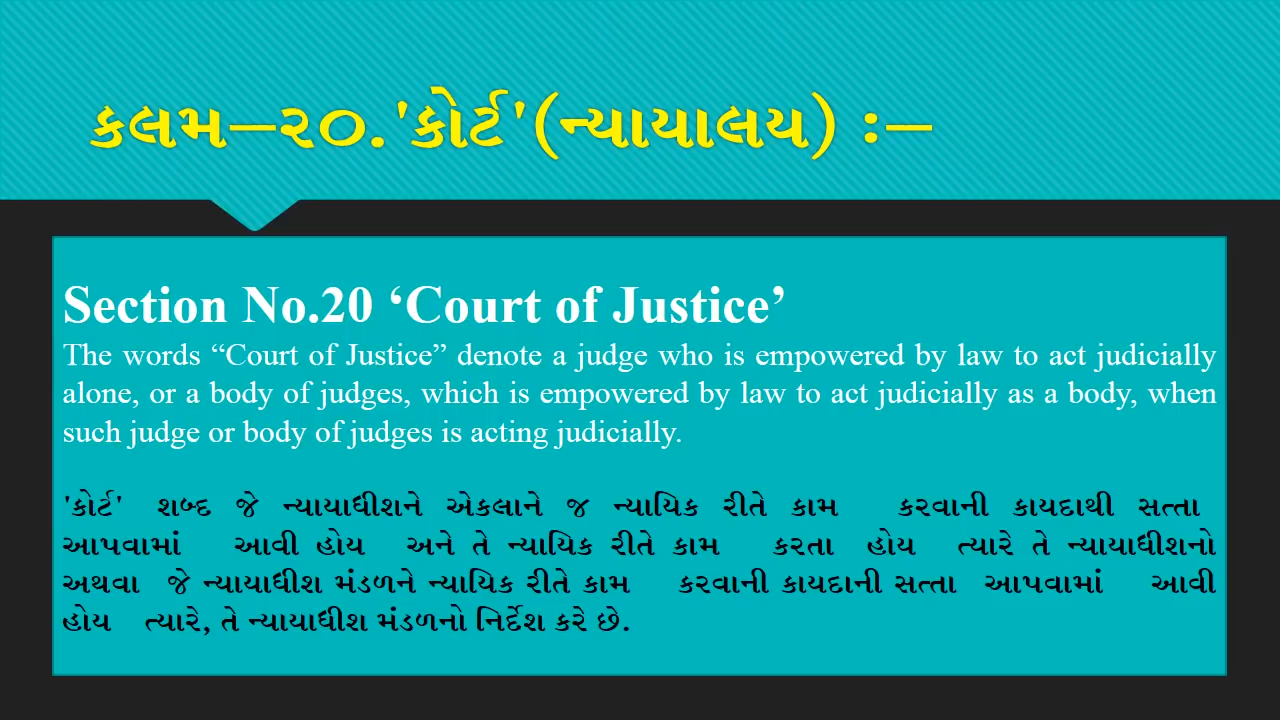 કલમ–૨૦.'કોર્ટ'(ન્યાયાલય) :–
Section No.20 ‘Court of Justice’
The words “Court of Justice” denote a judge who is empowered by law to act judicially
alone, or a body of judges, which is empowered by law to act judicially as a body, when
such judge or body of judges is acting judicially.
'કોર્ટ' શબ્દ જે ન્યાયાધીશને એકલાને જ ન્યાયિક રીતે કામ કરવાની કાયદાથી સત્તા
આપવામાં આવી હોય અને તે ન્યાયિક રીતે કામ કરતા હોય ત્યારે તે ન્યાયાધીશનો
અથવા જે ન્યાયાધીશ મંડળને ન્યાયિક રીતે કામ કરવાની કાયદાની સત્તા આપવામાં આવી
હોય ત્યારે, તે ન્યાયાધીશ મંડળનો નિર્દેશ કરે છે.